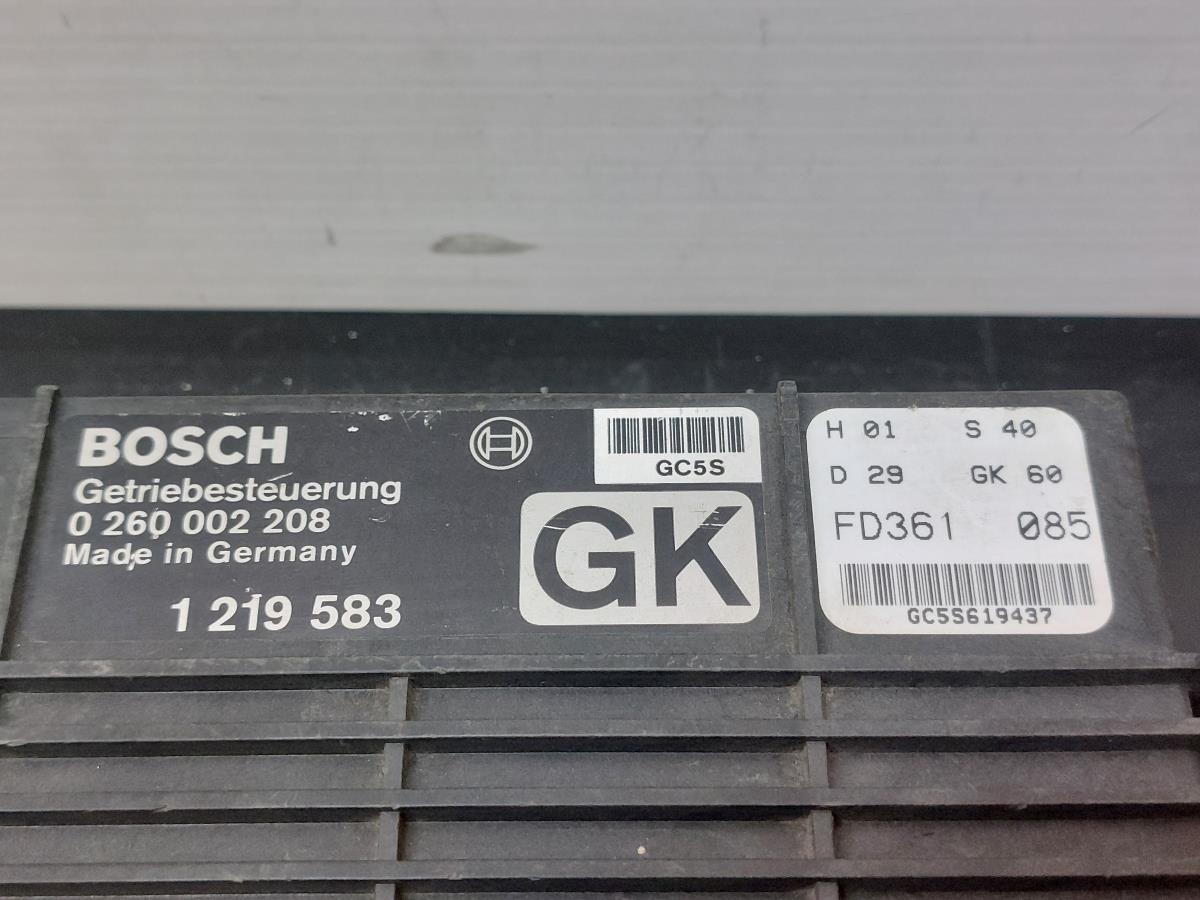 BOSCH
Getriebesteuerung
0 260 002 208
Made in Germany
1 219 583
GC5S
GK
H 01 S 40
D 29 GK 60
FD361 085
GC5S619437